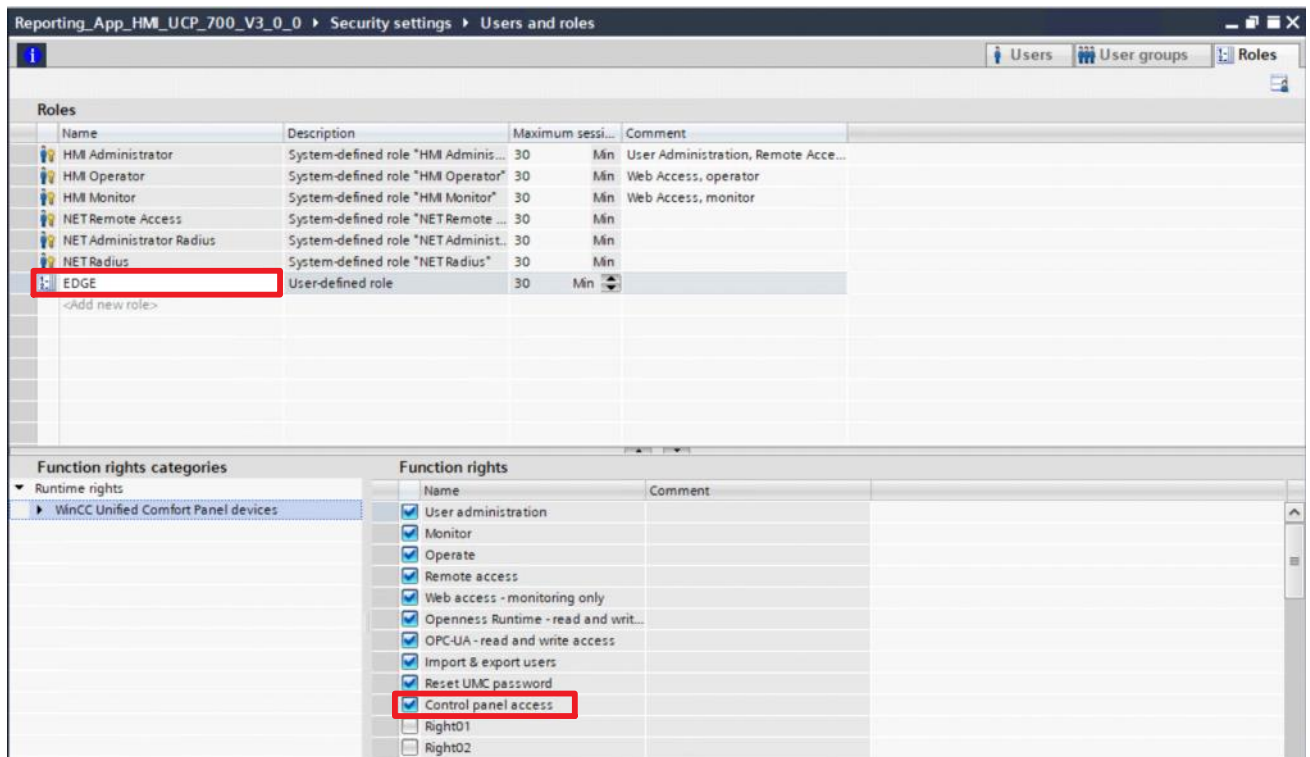 Reporting_App_HMI_UCP_700_V3_0_0 ▸ Security settings ▸ Users and roles
Users User groups Roles
Roles
Name Description Maximum sessi... Comment
HMI Administrator System-defined role "HMI Adminis... 30 Min User Administration, Remote Acce...
HMI Operator System-defined role "HMI Operator" 30 Min Web Access, operator
HMI Monitor System-defined role "HMI Monitor" 30 Min Web Access, monitor
NET Remote Access System-defined role "NET Remote ... 30 Min
NET Administrator Radius System-defined role "NET Administ... 30 Min
NET Radius System-defined role "NET Radius" 30 Min
EDGE User-defined role 30 Min
<Add new role>
Function rights categories Function rights
Runtime rights Name Comment
WinCC Unified Comfort Panel devices User administration
Monitor
Operate
Remote access
Web access - monitoring only
Openness Runtime - read and writ...
OPC-UA - read and write access
Import & export users
Reset UMC password
Control panel access
Right01
Right02